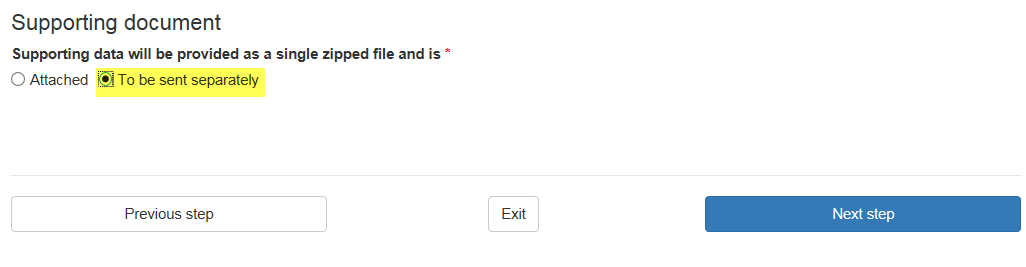 Supporting document
Supporting data will be provided as a single zipped file and is *
Attached To be sent separately
Previous step Exit Next step